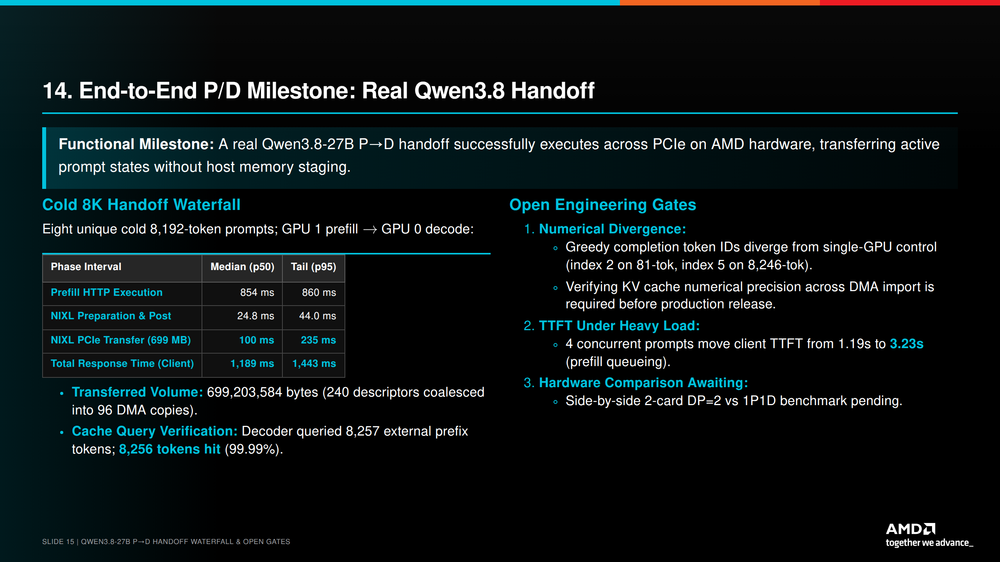 14. End-to-End P/D Milestone: Real Qwen3.8 Handoff
Functional Milestone: A real Qwen3.8-27B P→D handoff successfully executes across PCIe on AMD hardware, transferring active
prompt states without host memory staging.
Cold 8K Handoff Waterfall
Eight unique cold 8,192-token prompts; GPU 1 prefill → GPU 0 decode:
Phase Interval Median (p50) Tail (p95)
Prefill HTTP Execution 854 ms 860 ms
NIXL Preparation & Post 24.8 ms 44.0 ms
NIXL PCIe Transfer (699 MB) 100 ms 235 ms
Total Response Time (Client) 1,189 ms 1,443 ms
• Transferred Volume: 699,203,584 bytes (240 descriptors coalesced
into 96 DMA copies).
• Cache Query Verification: Decoder queried 8,257 external prefix
tokens; 8,256 tokens hit (99.99%).
Open Engineering Gates
1. Numerical Divergence:
◦ Greedy completion token IDs diverge from single-GPU control
(index 2 on 81-tok, index 5 on 8,246-tok).
◦ Verifying KV cache numerical precision across DMA import is
required before production release.
2. TTFT Under Heavy Load:
◦ 4 concurrent prompts move client TTFT from 1.19s to 3.23s
(prefill queueing).
3. Hardware Comparison Awaiting:
◦ Side-by-side 2-card DP=2 vs 1P1D benchmark pending.
SLIDE 15 | QWEN3.8-27B P→D HANDOFF WATERFALL & OPEN GATES
AMD
together we advance_